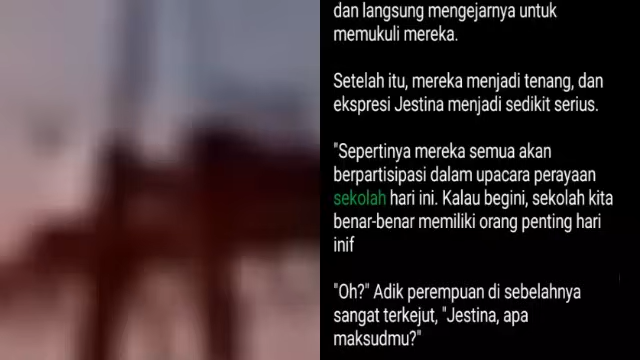 dan langsung mengejarnya untuk
memukuli mereka.
Setelah itu, mereka menjadi tenang, dan
ekspresi Jestina menjadi sedikit serius.
"Sepertinya mereka semua akan
berpartisipasi dalam upacara perayaan
sekolah hari ini. Kalau begini, sekolah kita
benar-benar memiliki orang penting hari
inif
"Oh?" Adik perempuan di sebelahnya
sangat terkejut, "Jestina, apa
maksudmu?"